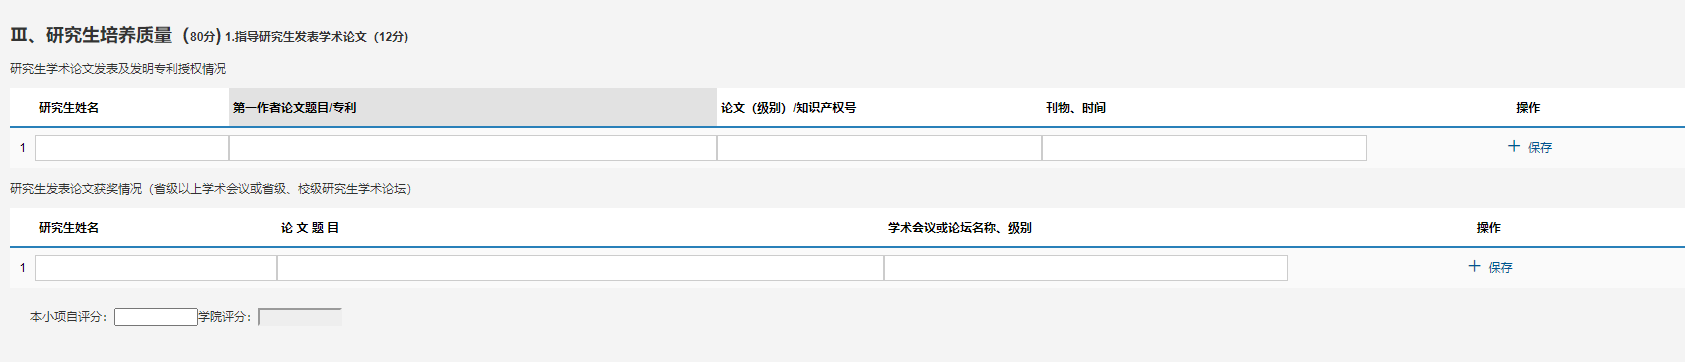 Ⅲ、研究生培养质量（80分) 1.指导研究生发表学术论文（12分)
研究生学术论文发表及发明专利授权情况
研究生姓名 第一作者论文题目/专利 论文（级别）/知识产权号 刊物、时间 操作
1 + 保存
研究生发表论文获奖情况（省级以上学术会议或省级、校级研究生学术论坛）
研究生姓名 论 文 题 目 学术会议或论坛名称、级别 操作
1 + 保存
本小项自评分： 学院评分：